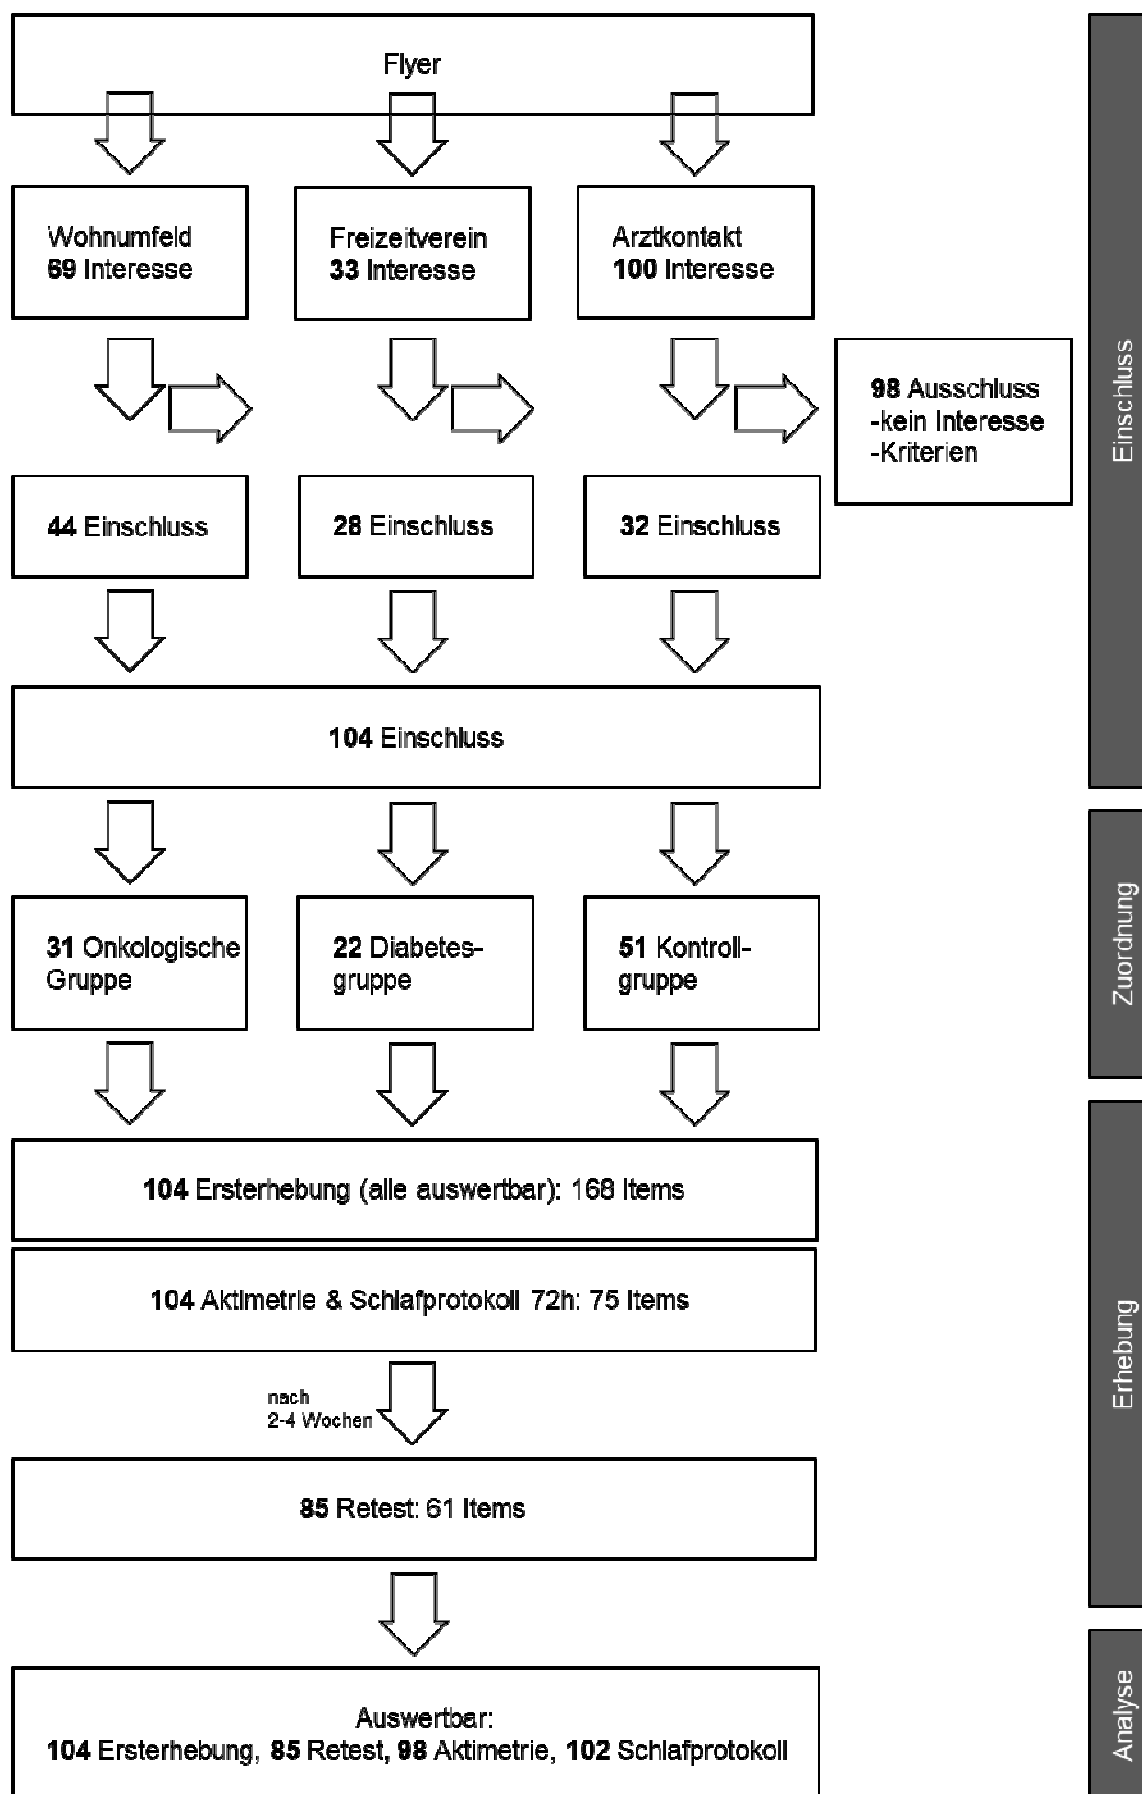 Flyer
Wohnumfeld
69 Interesse
Freizeitverein
33 Interesse
Arztkontakt
100 Interesse
98 Ausschluss
-kein Interesse
-Kriterien
44 Einschluss
28 Einschluss
32 Einschluss
104 Einschluss
Einschluss
31 Onkologische
Gruppe
22 Diabetes-
gruppe
51 Kontroll-
gruppe
Zuordnung
104 Ersterhebung (alle auswertbar): 168 Items
104 Aktimetrie & Schlafprotokoll 72h: 75 Items
nach
2-4 Wochen
85 Retest: 61 Items
Erhebung
Auswertbar:
104 Ersterhebung, 85 Retest, 98 Aktimetrie, 102 Schlafprotokoll
Analyse